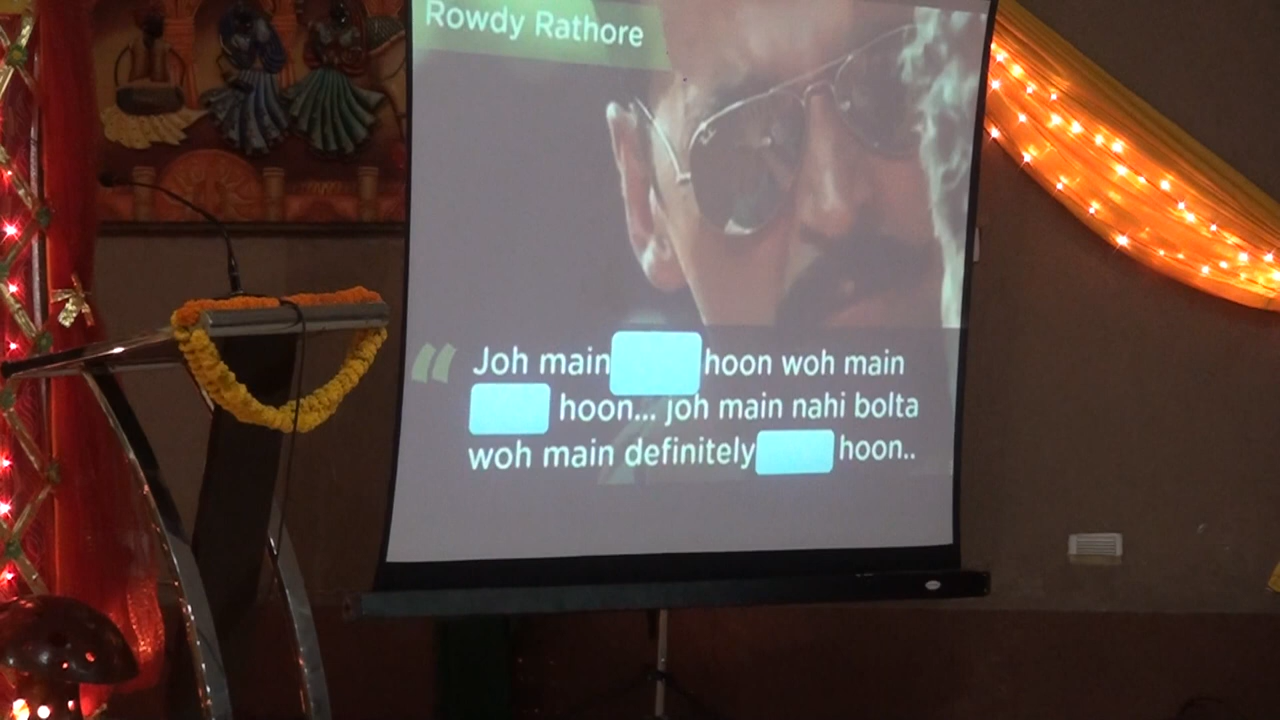 Rowdy Rathore
Joh main hoon woh main
hoon... joh main nahi bolta
woh main definitely hoon..